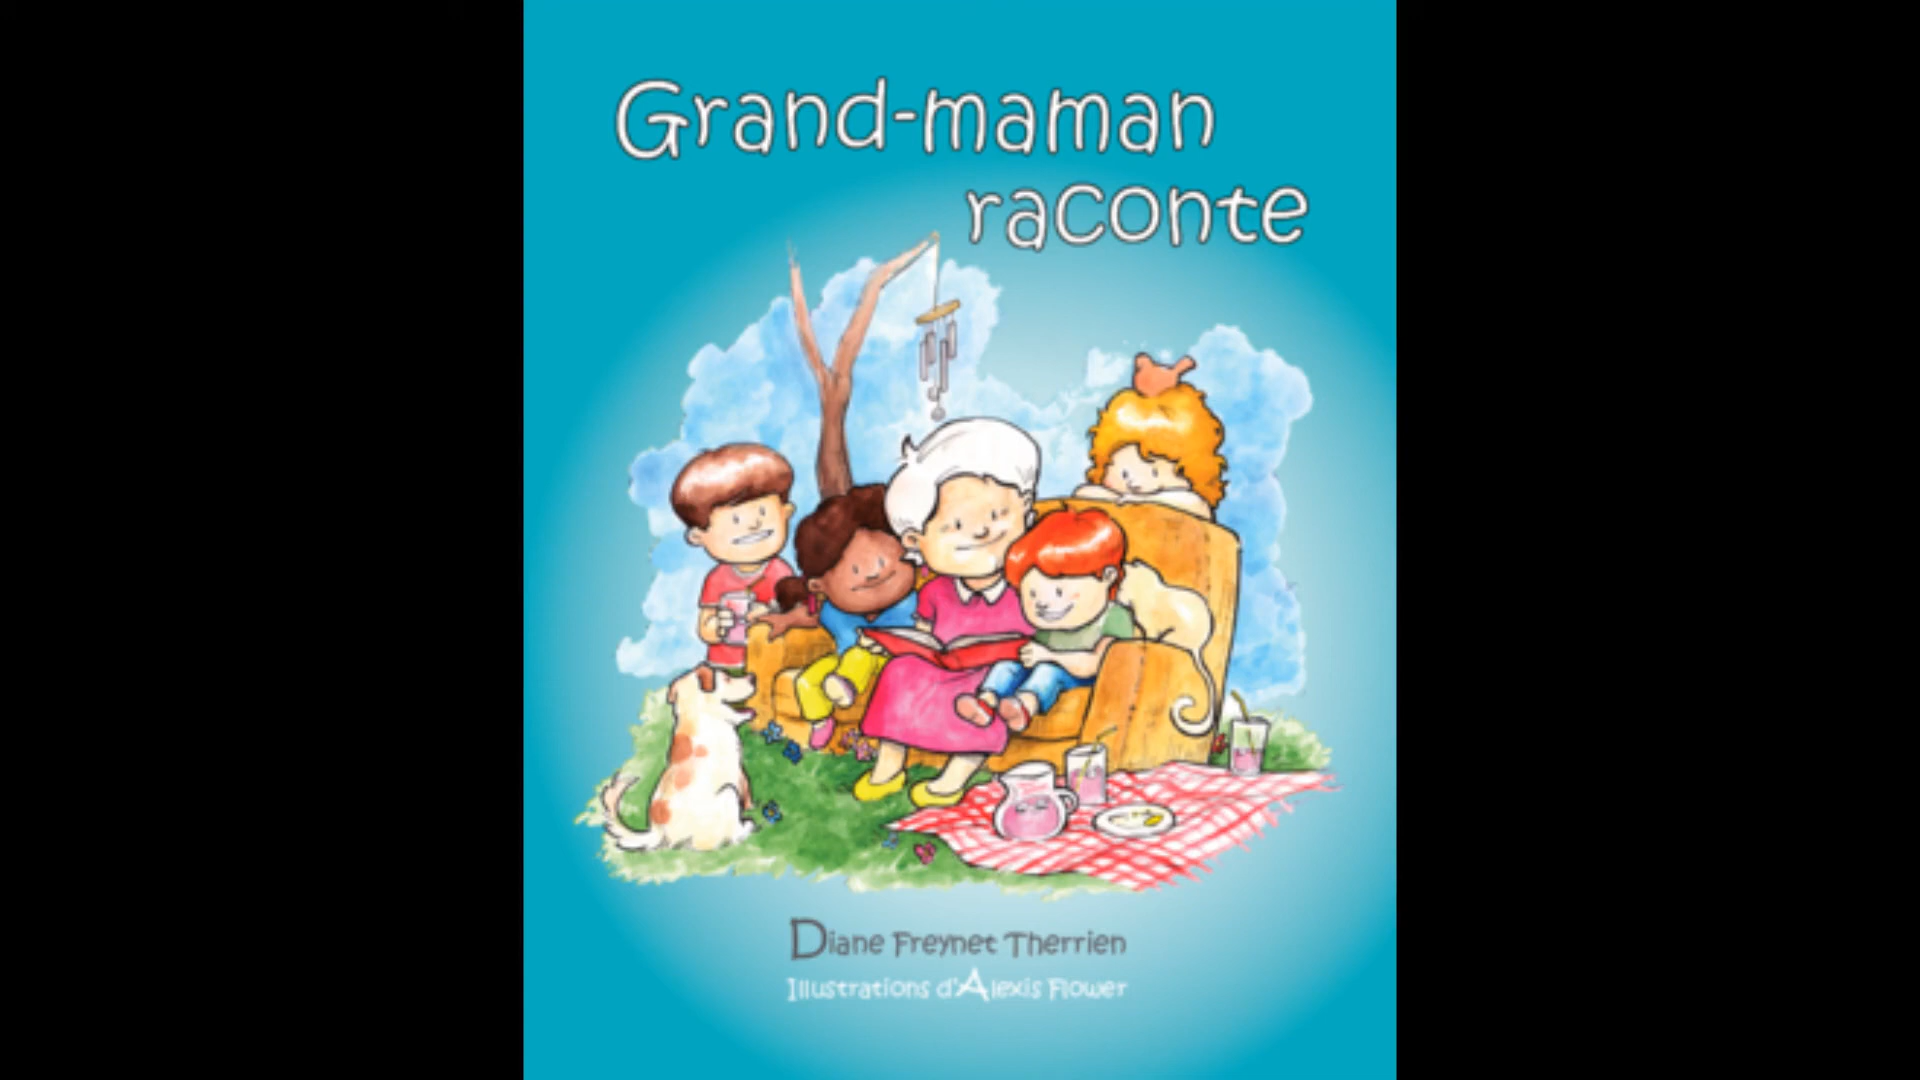 Grand-maman
raconte
Diane Freynet Therrien
Illustrations d'Alexis Flower